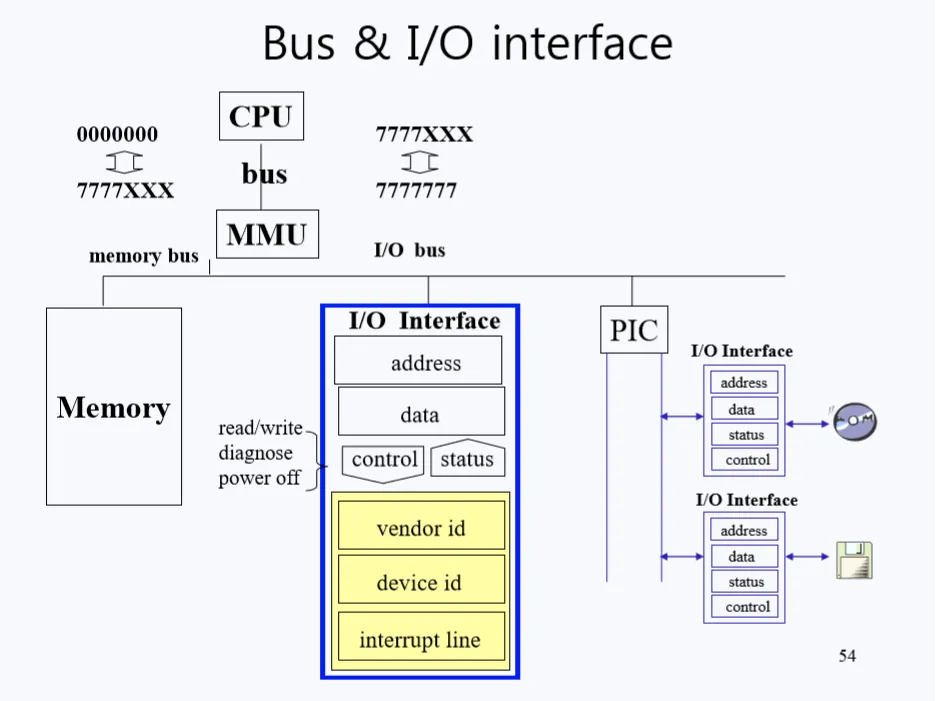 Bus & I/O interface
CPU
0000000
7777XXX
bus
7777XXX
7777777
MMU
memory bus
I/O bus
Memory
I/O Interface
address
data
read/write
diagnose
power off
control
status
vendor id
device id
interrupt line
PIC
I/O Interface
address
data
status
control
I/O Interface
address
data
status
control
54